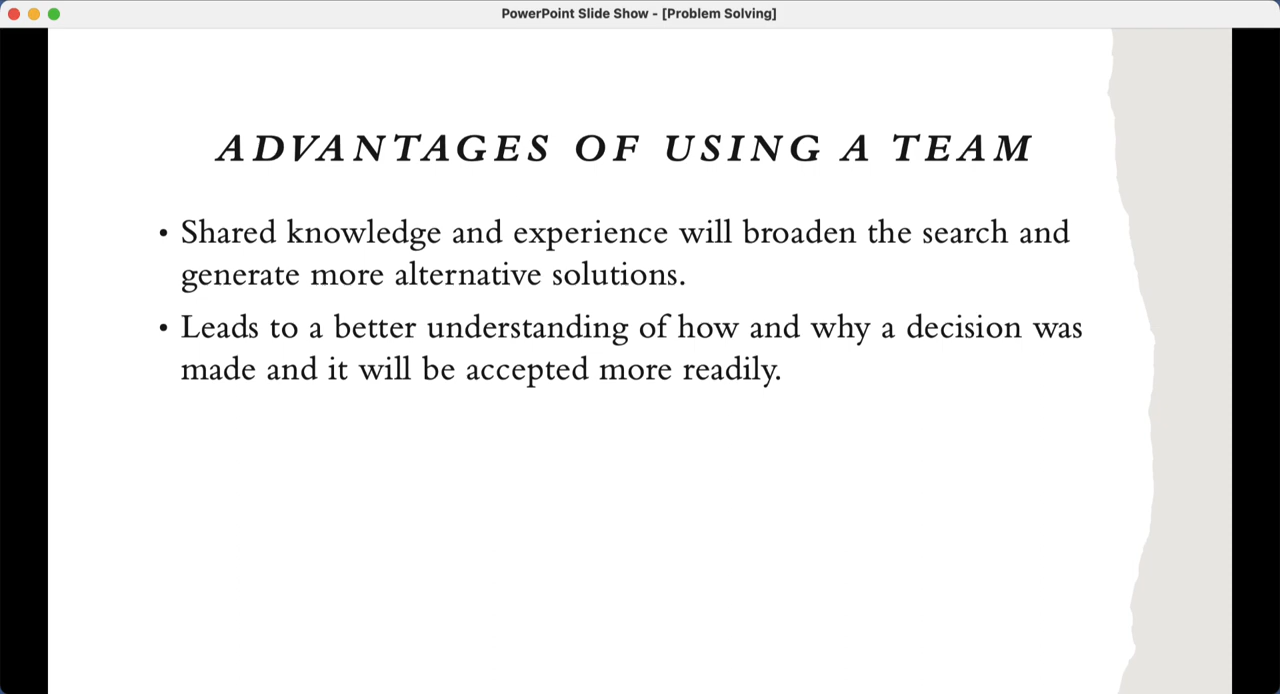 PowerPoint Slide Show - [Problem Solving]
ADVANTAGES OF USING A TEAM
• Shared knowledge and experience will broaden the search and
generate more alternative solutions.
• Leads to a better understanding of how and why a decision was
made and it will be accepted more readily.